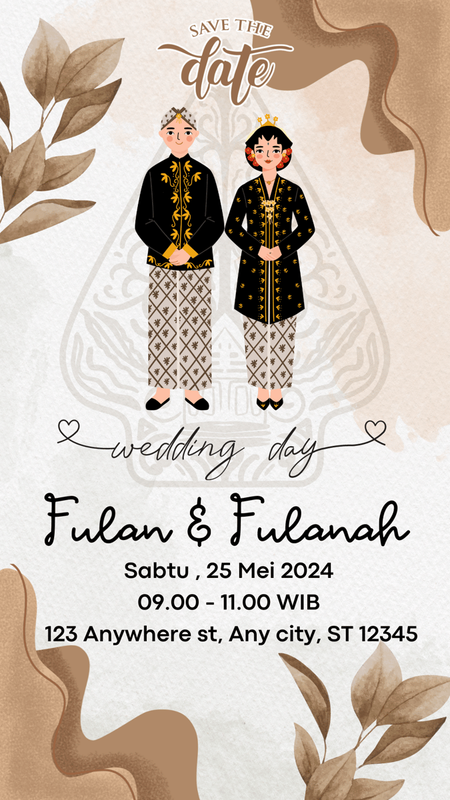 SAVE THE
date
wedding day
Fulan & Fulanah
Sabtu , 25 Mei 2024
09.00 - 11.00 WIB
123 Anywhere st, Any city, ST 12345